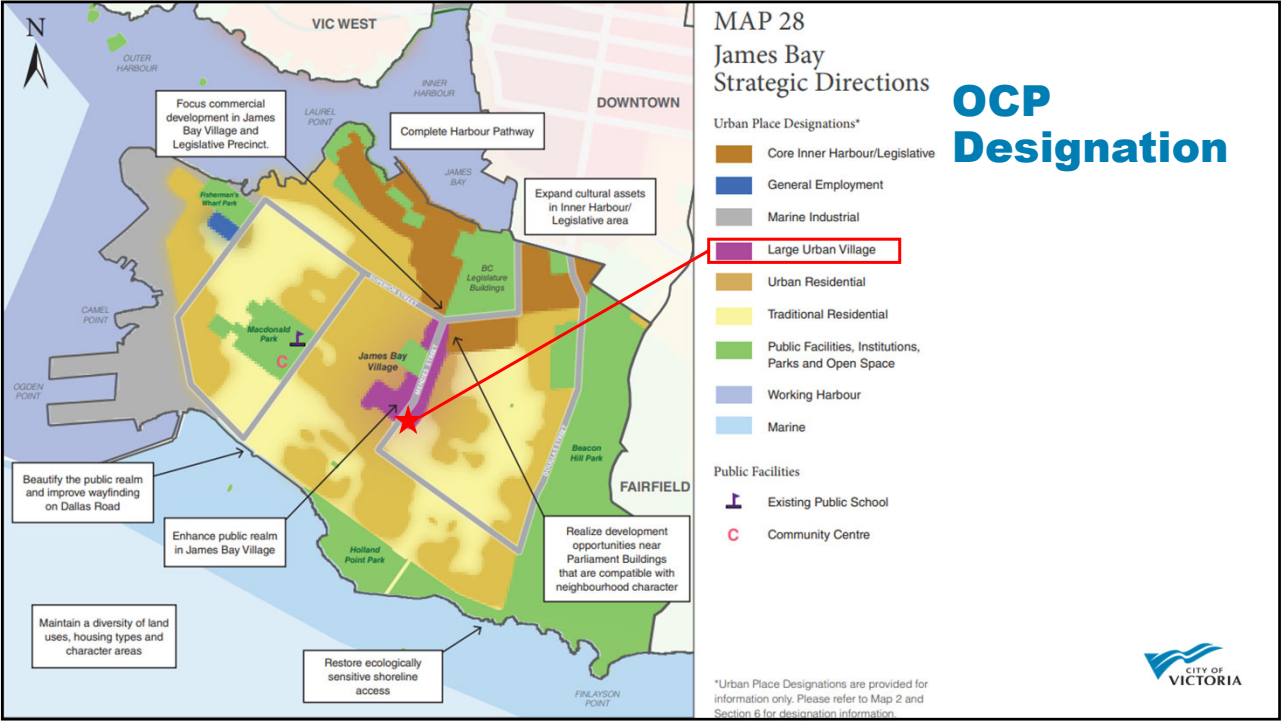 N
VIC WEST
OUTER
HARBOUR
INNER
HARBOUR
DOWNTOWN
LAUREL
POINT
Focus commercial
development in James
Bay Village and
Legislative Precinct.
Complete Harbour Pathway
JAMES
BAY
Expand cultural assets
in Inner Harbour/
Legislative area
Fisherman's
Wharf Park
BC
Legislature
Buildings
CAMEL
POINT
Macdonald
Park
C
James Bay
Village
OGDEN
POINT
Beacon
Hill Park
FAIRFIELD
Beautify the public realm
and improve wayfinding
on Dallas Road
Enhance public realm
in James Bay Village
Realize development
opportunities near
Parliament Buildings
that are compatible with
neighbourhood character
Holland
Point Park
Maintain a diversity of land
uses, housing types and
character areas
Restore ecologically
sensitive shoreline
access
FINLAYSON
POINT
MAP 28
James Bay
Strategic Directions
OCP
Designation
Urban Place Designations*
Core Inner Harbour/Legislative
General Employment
Marine Industrial
Large Urban Village
Urban Residential
Traditional Residential
Public Facilities, Institutions,
Parks and Open Space
Working Harbour
Marine
Public Facilities
Existing Public School
C Community Centre
*Urban Place Designations are provided for
information only. Please refer to Map 2 and
Section 6 for designation information.
CITY OF
VICTORIA